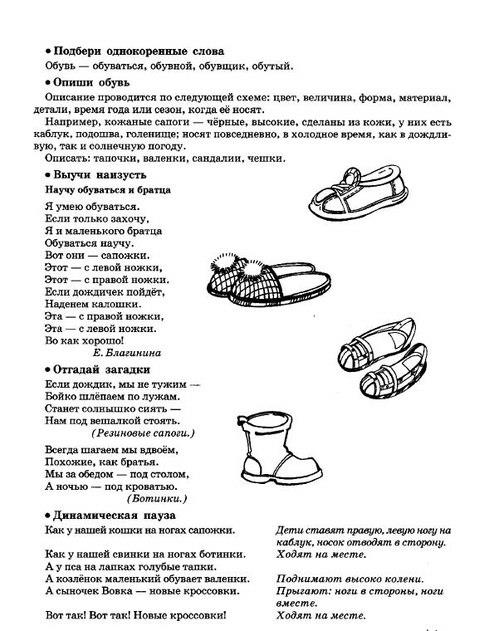 • Подбери однокоренные слова
Обувь — обуваться, обувной, обувщик, обутый.
• Опиши обувь
Описание проводится по следующей схеме: цвет, величина, форма, материал,
детали, время года или сезон, когда её носят.
Например, кожаные сапоги — чёрные, высокие, сделаны из кожи, у них есть
каблук, подошва, голенище; носят повседневно, в холодное время, как в дождли-
вую, так и солнечную погоду.
Описать: тапочки, валенки, сандалии, чешки.
• Выучи наизусть
Научу обуваться и братца
Я умею обуваться.
Если только захочу,
Я и маленького братца
Обуваться научу.
Вот они — сапожки.
Этот — с левой ножки,
Этот — с правой ножки.
Если дождичек пойдёт,
Наденем калошки.
Эта — с правой ножки,
Эта — с левой ножки.
Во как хорошо!
Е. Благинина
• Отгадай загадки
Если дождик, мы не тужим —
Бойко шлёпаем по лужам.
Станет солнышко сиять —
Нам под вешалкой стоять.
(Резиновые сапоги.)
Всегда шагаем мы вдвоём,
Похожие, как братья.
Мы за обедом — под столом,
А ночью — под кроватью.
(Ботинки.)
• Динамическая пауза
Как у нашей кошки на ногах сапожки. Дети ставят правую, левую ногу на
каблук, носок отводят в сторону.
Как у нашей свинки на ногах ботинки. Ходят на месте.
А у пса на лапках голубые тапки.
А козлёнок маленький обувает валенки. Поднимают высоко колени.
А сыночек Вовка — новые кроссовки. Прыгают: ноги в стороны, ноги
вместе.
Вот так! Вот так! Новые кроссовки! Ходят на месте.